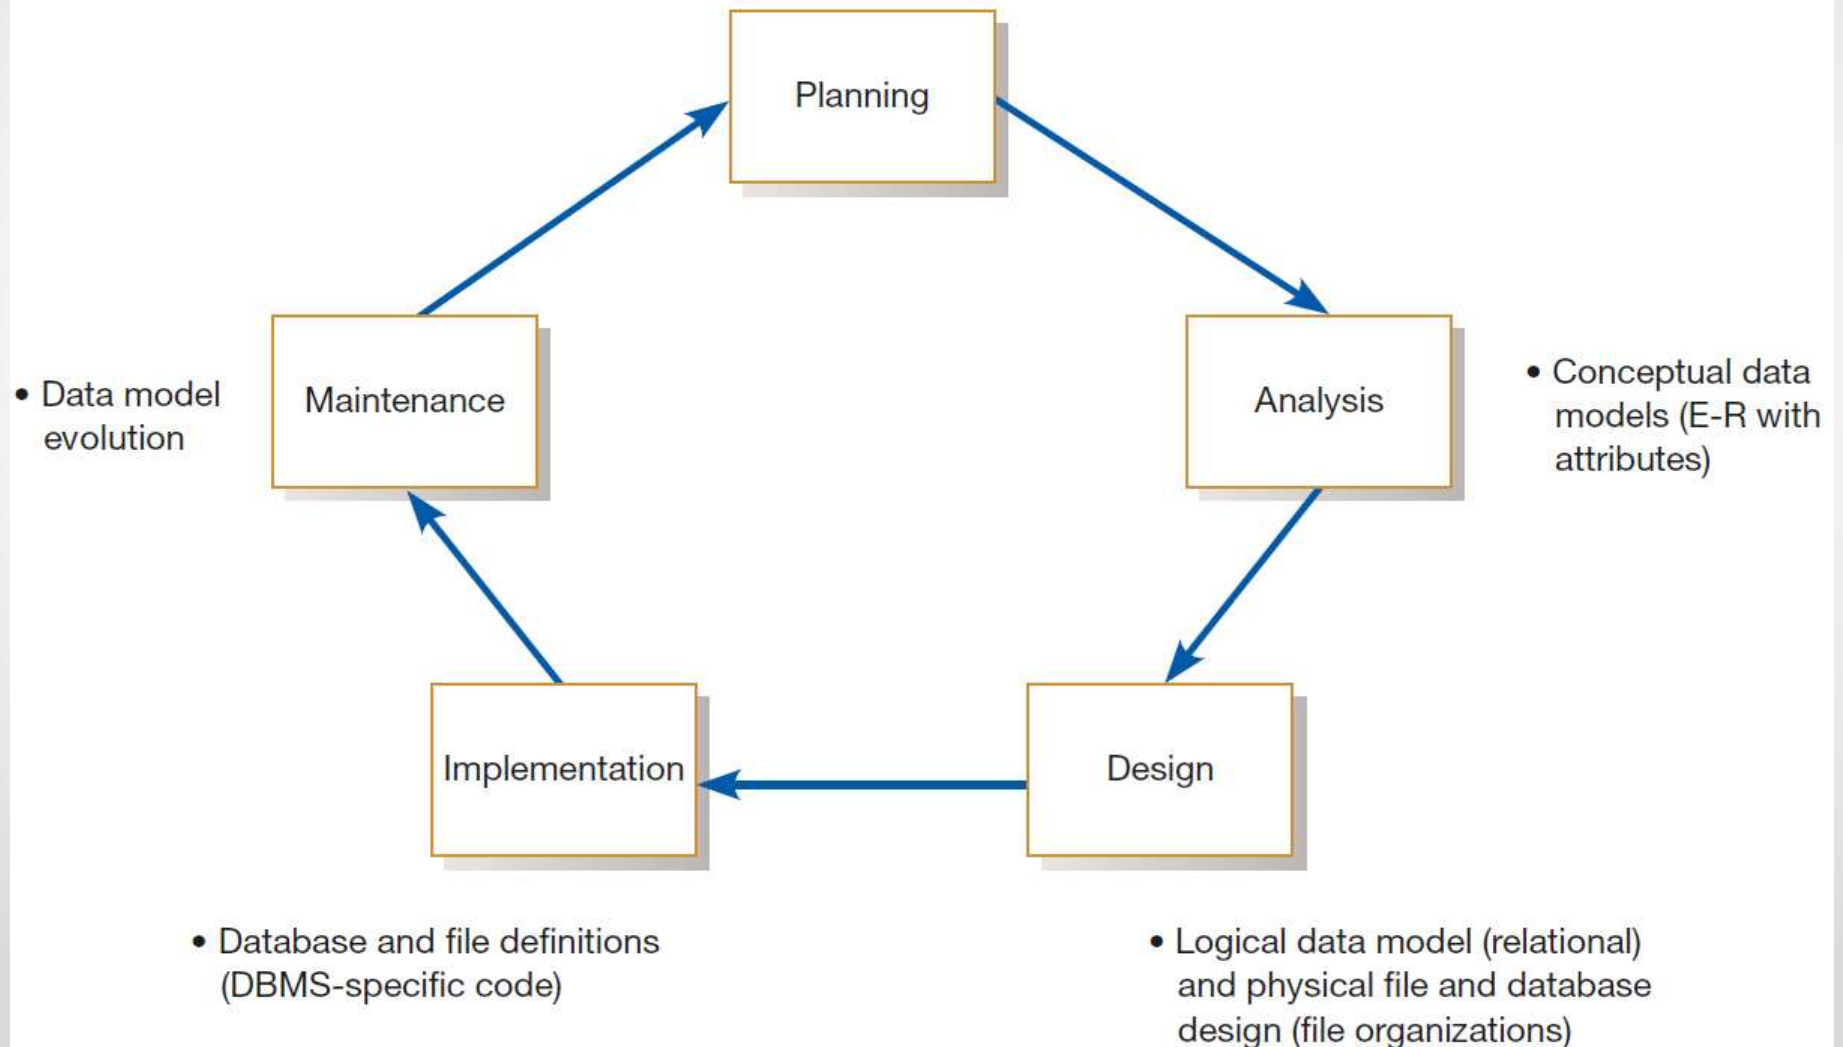 Planning
Maintenance
• Data model
evolution
Analysis
• Conceptual data
models (E-R with
attributes)
Implementation
Design
• Database and file definitions
(DBMS-specific code)
• Logical data model (relational)
and physical file and database
design (file organizations)